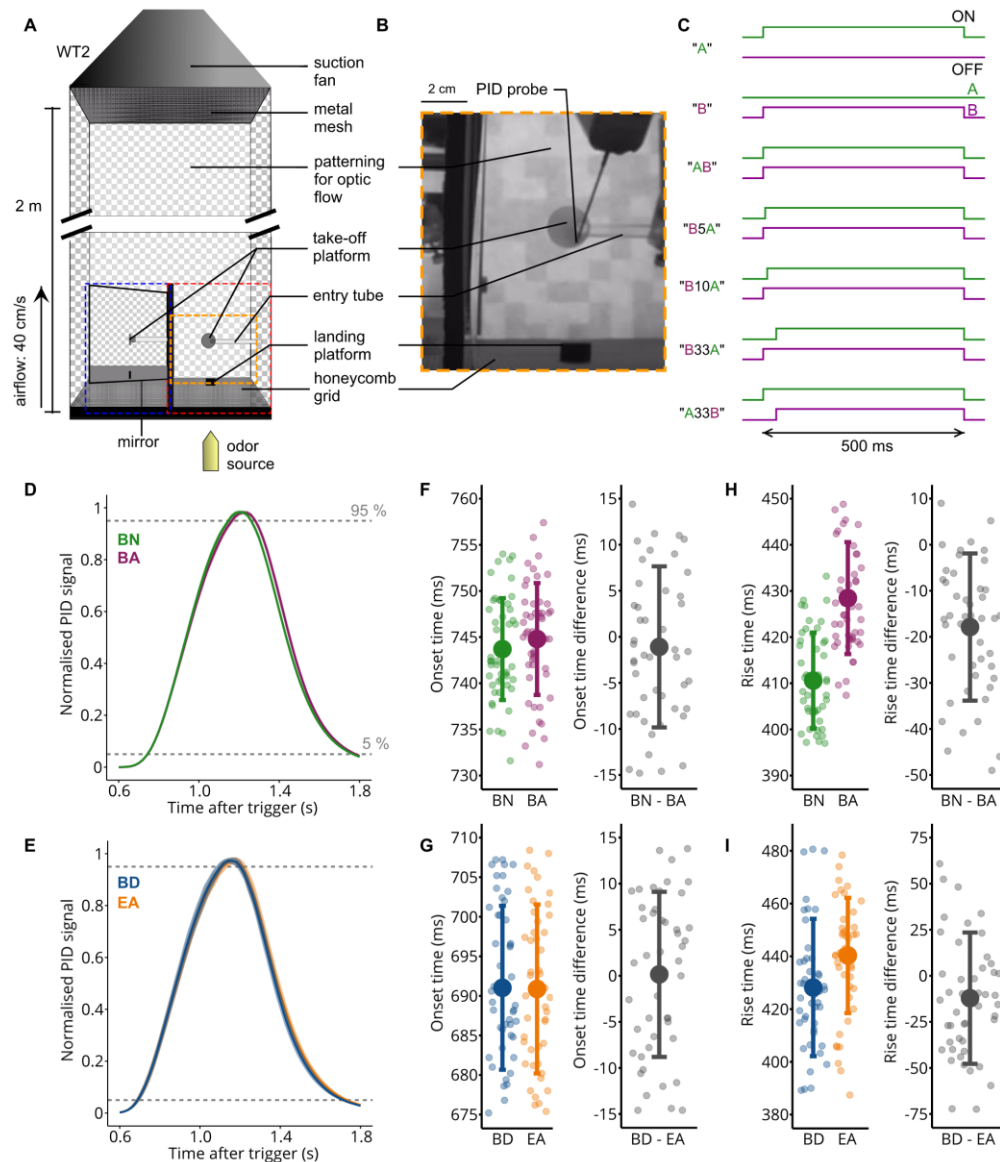 A
WT2
suction
fan
metal
mesh
patterning
for optic
flow
2 m
take-off
platform
entry tube
landing
platform
honeycomb
grid
airflow: 40 cm/s
mirror
odor
source
B
2 cm
PID probe
C
ON
"A"
OFF
A
"B"
B
"AB"
"B5A"
"B10A"
"B33A"
"A33B"
500 ms
D
Normalised PID signal
1
0.8
0.6
0.4
0.2
0
95 %
BN
BA
5 %
0.6
1.0
1.4
1.8
Time after trigger (s)
F
Onset time (ms)
760
755
750
745
740
735
730
BN
BA
Onset time difference (ms)
15
10
5
0
-5
-10
-15
BN - BA
H
Rise time (ms)
450
440
430
420
410
400
390
BN
BA
Rise time difference (ms)
10
0
-10
-20
-30
-40
-50
BN - BA
E
Normalised PID signal
1
0.8
0.6
0.4
0.2
0
BD
EA
0.6
1.0
1.4
1.8
Time after trigger (s)
G
Onset time (ms)
710
705
700
695
690
685
680
675
BD
EA
Onset time difference (ms)
15
10
5
0
-5
-10
-15
BD - EA
I
Rise time (ms)
480
460
440
420
400
380
BD
EA
Rise time difference (ms)
75
50
25
0
-25
-50
-75
BD - EA